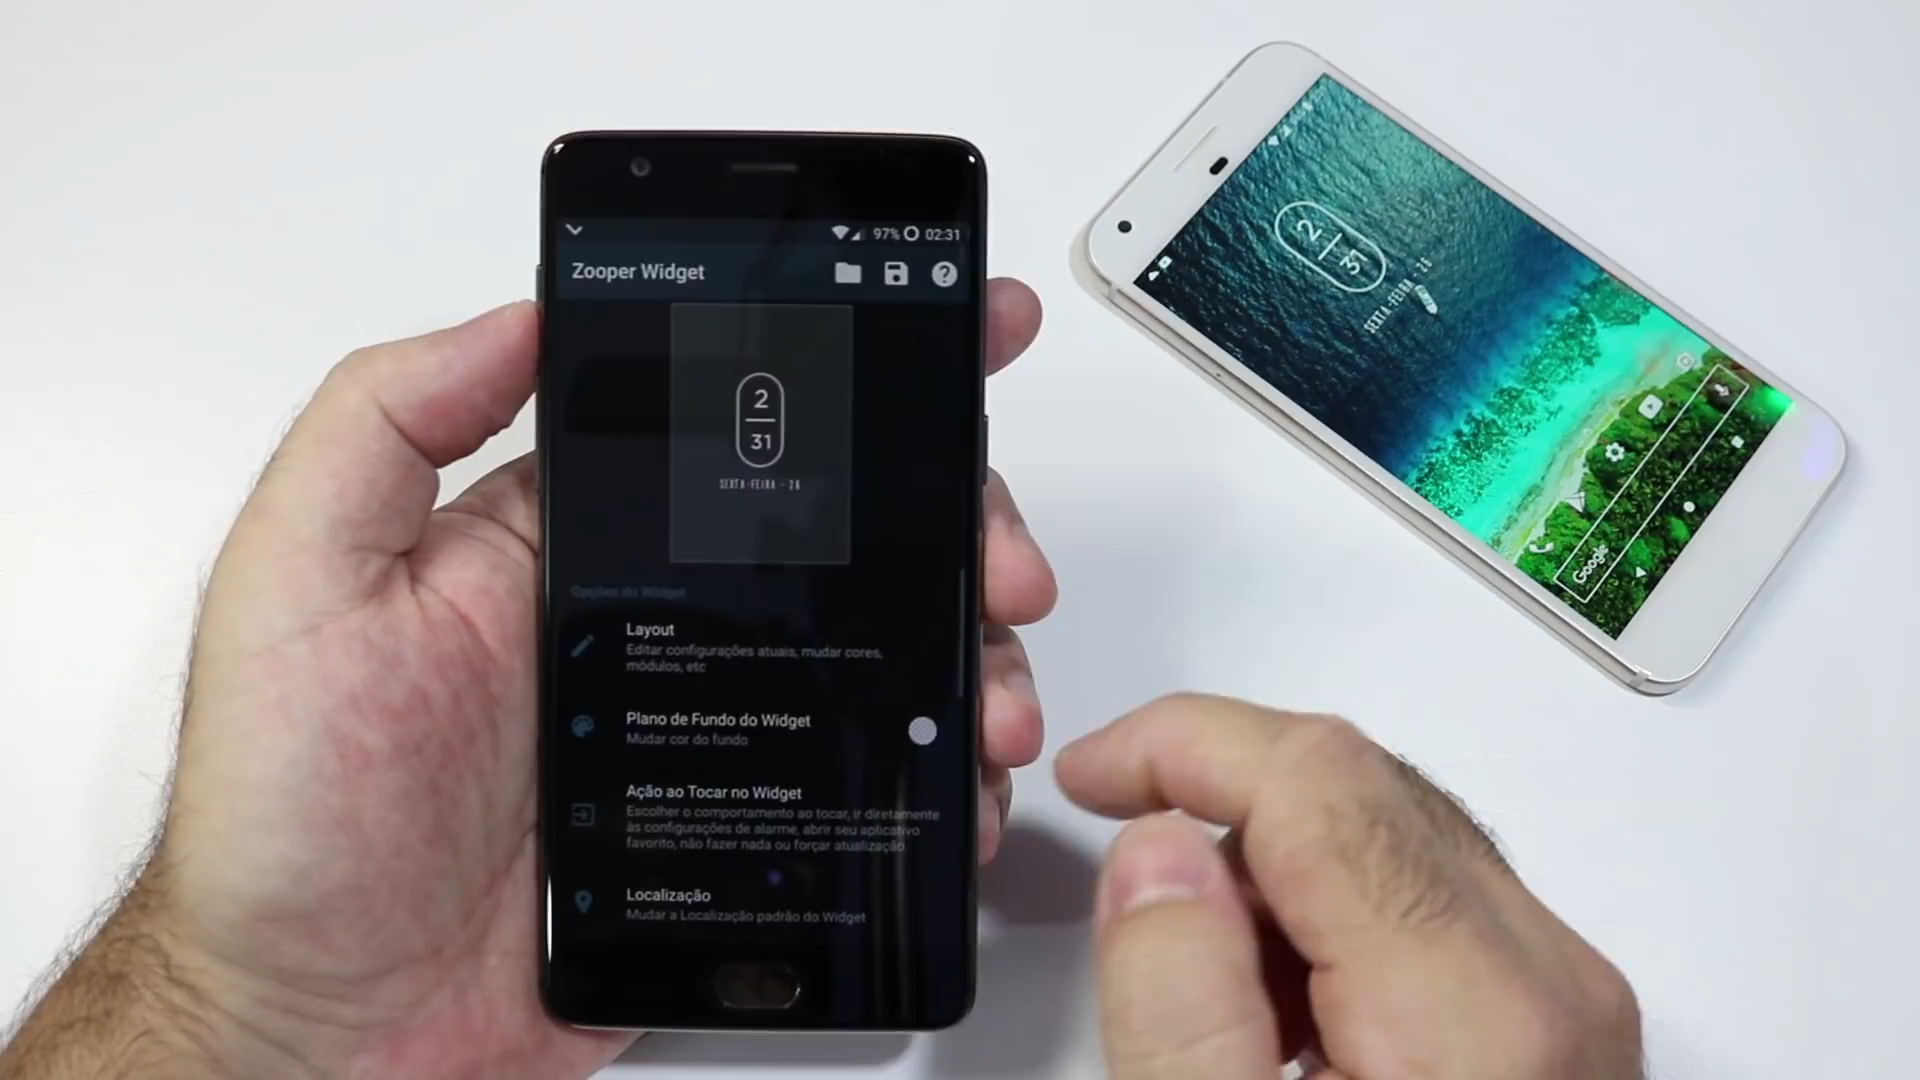 97% 02:31
Zooper Widget
2
31
SEXTA-FEIRA - 26
Opções do Widget
Layout
Editar configurações atuais, mudar cores,
módulos, etc
Plano de Fundo do Widget
Mudar cor do fundo
Ação ao Tocar no Widget
Escolher o comportamento ao tocar, ir diretamente
às configurações de alarme, abrir seu aplicativo
favorito, não fazer nada ou forçar atualização
Localização
Mudar a Localização padrão do Widget
2
31
SEXTA-FEIRA - 26
Google